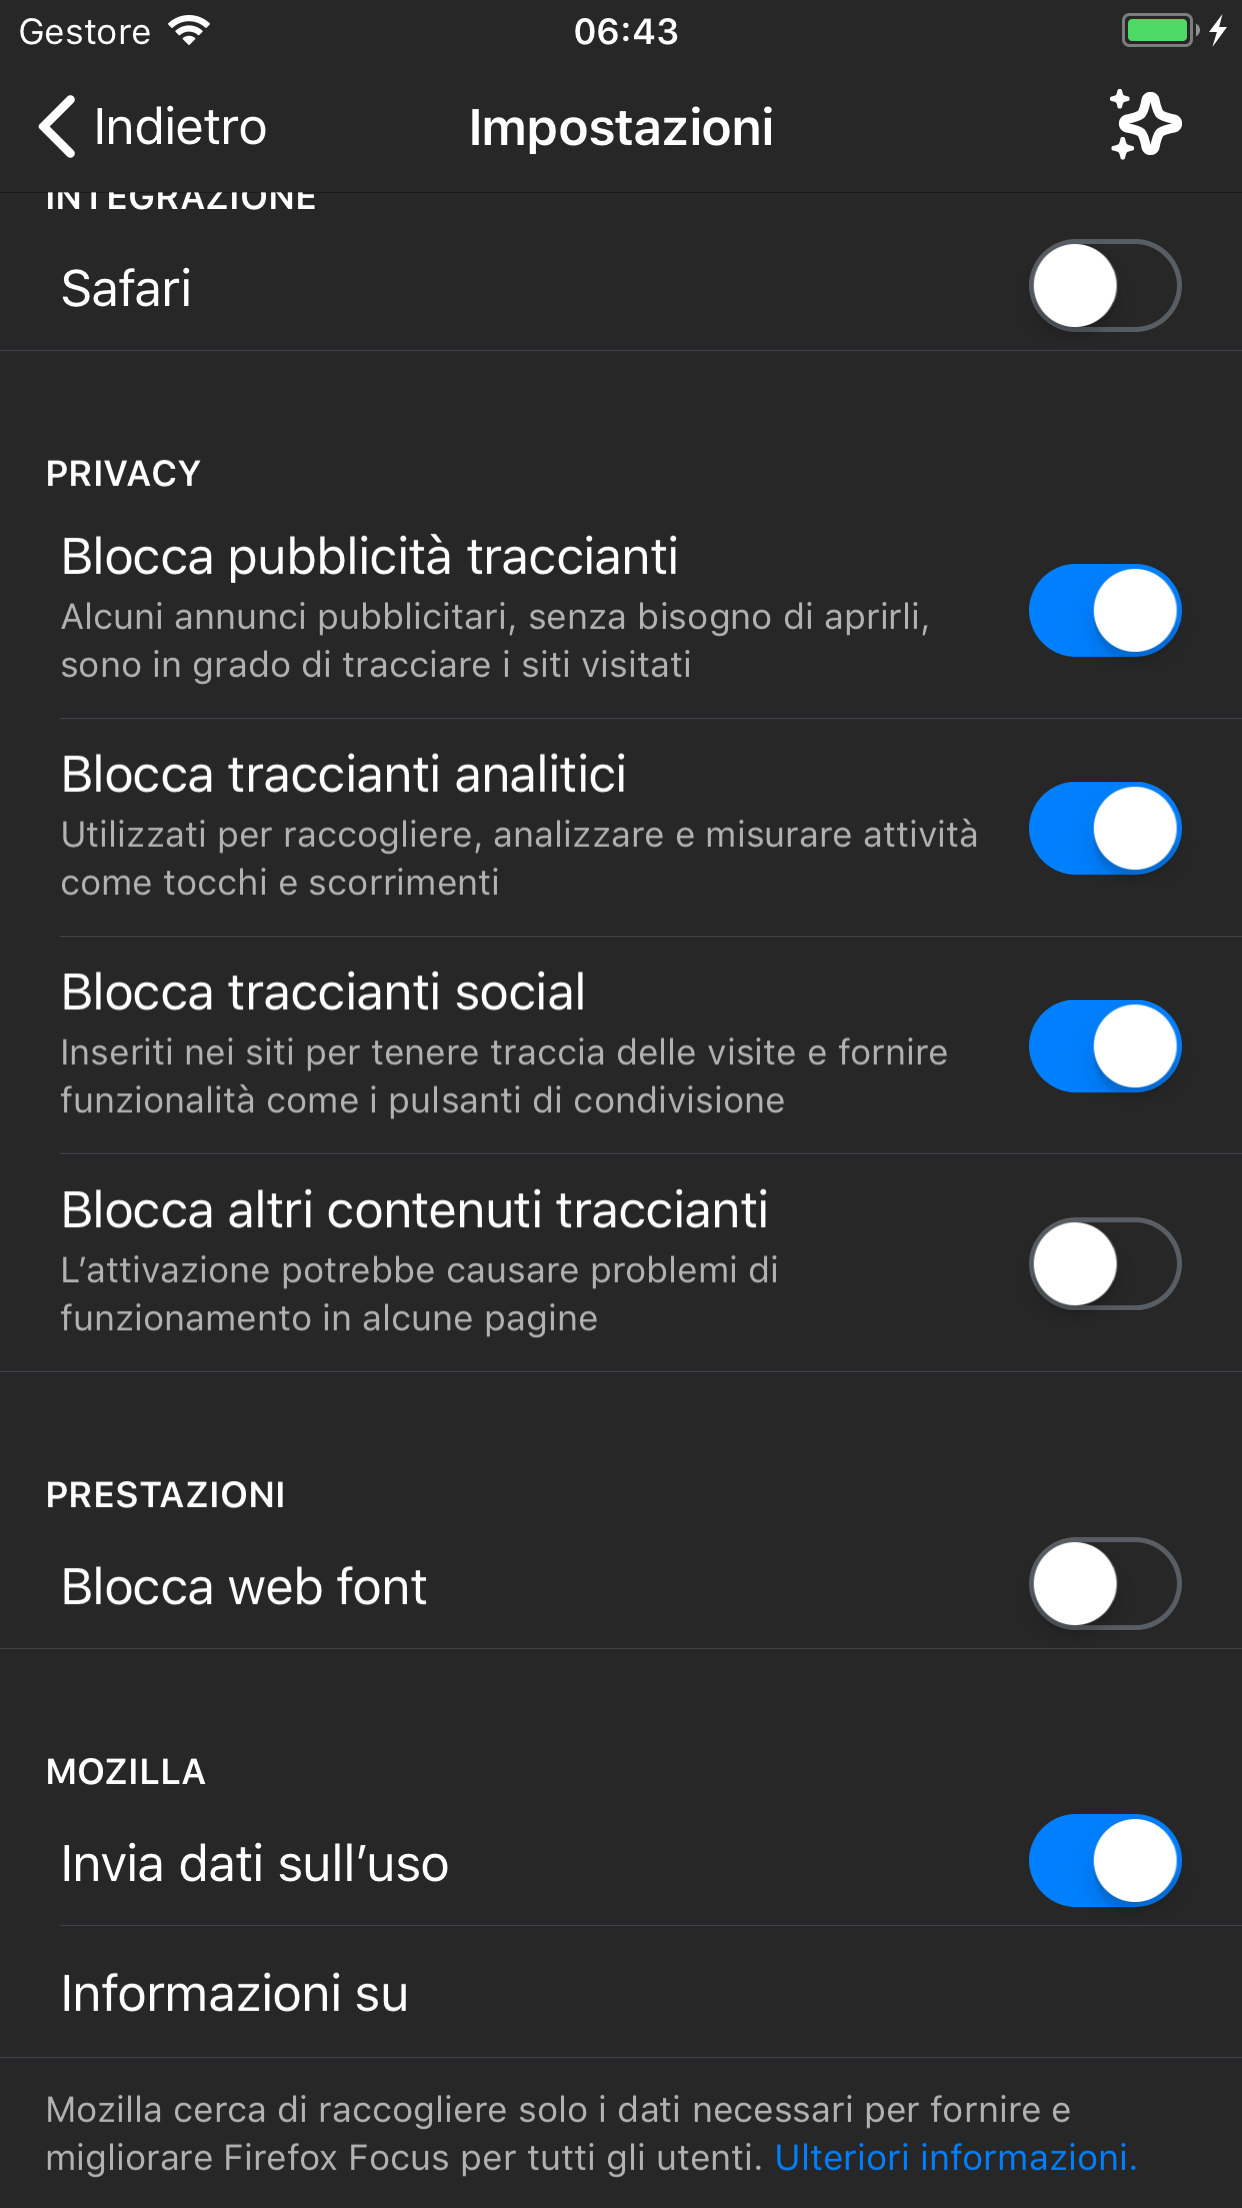 Gestore
06:43
Indietro
Impostazioni
INTEGRAZIONE
Safari
PRIVACY
Blocca pubblicità traccianti
Alcuni annunci pubblicitari, senza bisogno di aprirli,
sono in grado di tracciare i siti visitati
Blocca traccianti analitici
Utilizzati per raccogliere, analizzare e misurare attività
come tocchi e scorrimenti
Blocca traccianti social
Inseriti nei siti per tenere traccia delle visite e fornire
funzionalità come i pulsanti di condivisione
Blocca altri contenuti traccianti
L’attivazione potrebbe causare problemi di
funzionamento in alcune pagine
PRESTAZIONI
Blocca web font
MOZILLA
Invia dati sull’uso
Informazioni su
Mozilla cerca di raccogliere solo i dati necessari per fornire e
migliorare Firefox Focus per tutti gli utenti. Ulteriori informazioni.